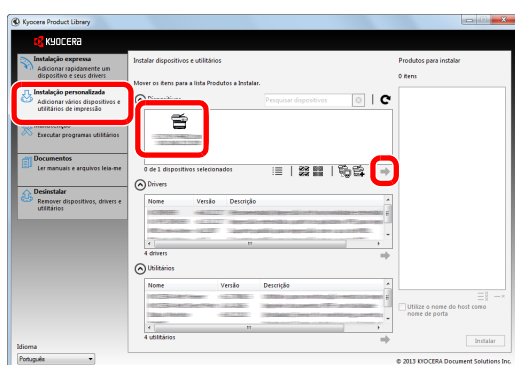 Kyocera Product Library
KYOCERA
Instalação expressa
Adicionar rapidamente um
dispositivo e seus drivers
Instalação personalizada
Adicionar vários dispositivos e
utilitários de impressão
Executar programas utilitários
Documentos
Ler manuais e arquivos leia-me
Desinstalar
Remover dispositivos, drivers e
utilitários
Idioma
Português
Instalar dispositivos e utilitários
Mover os itens para a lista Produtos a Instalar.
Dispositivos
Pesquisar dispositivos
0 de 1 dispositivos selecionados
Drivers
Nome Versão Descrição
4 drivers
Utilitários
Nome Versão Descrição
4 utilitários
Produtos para instalar
0 itens
Utilize o nome do host como
nome de porta
Instalar
© 2013 KYOCERA Document Solutions Inc.